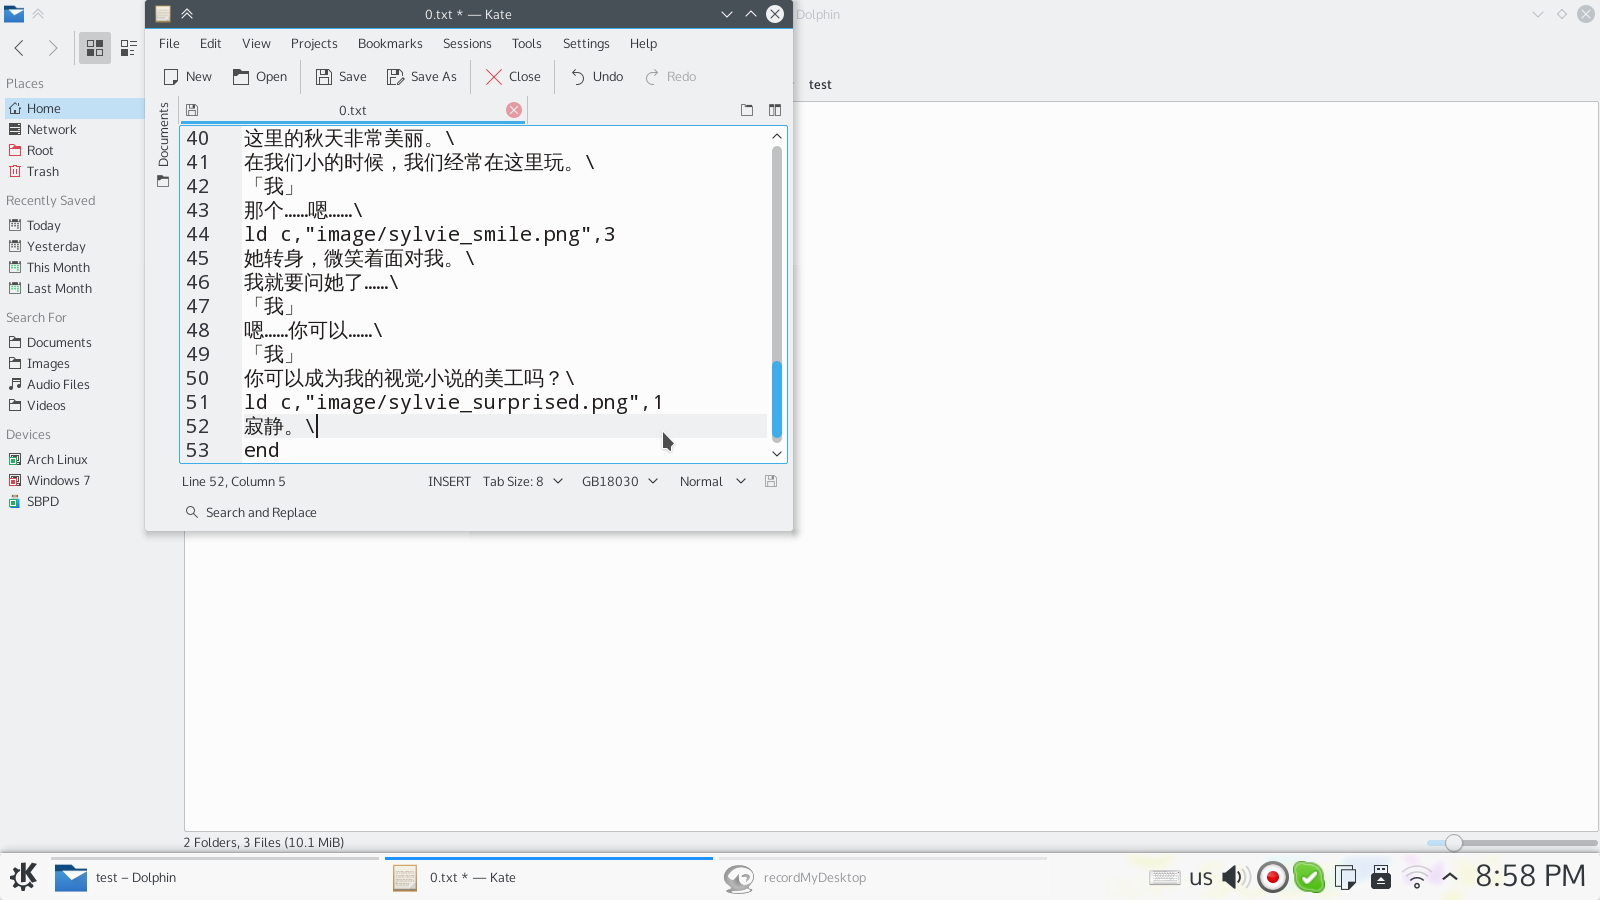 0.txt * — Kate
Dolphin
File Edit View Projects Bookmarks Sessions Tools Settings Help
New Open Save Save As Close Undo Redo
test
Places
Home
Network
Root
Trash
Recently Saved
Today
Yesterday
This Month
Last Month
Search For
Documents
Images
Audio Files
Videos
Devices
Arch Linux
Windows 7
SBPD
Documents
0.txt
40 这里的秋天非常美丽。\
41 在我们小的时候，我们经常在这里玩。\
42 「我」
43 那个……嗯……\
44 ld c,"image/sylvie_smile.png",3
45 她转身，微笑着面对我。\
46 我就要问她了……\
47 「我」
48 嗯……你可以……\
49 「我」
50 你可以成为我的视觉小说的美工吗？\
51 ld c,"image/sylvie_surprised.png",1
52 寂静。\
53 end
Line 52, Column 5 INSERT Tab Size: 8 GB18030 Normal
Search and Replace
2 Folders, 3 Files (10.1 MiB)
test – Dolphin
0.txt * — Kate
recordMyDesktop
us
8:58 PM